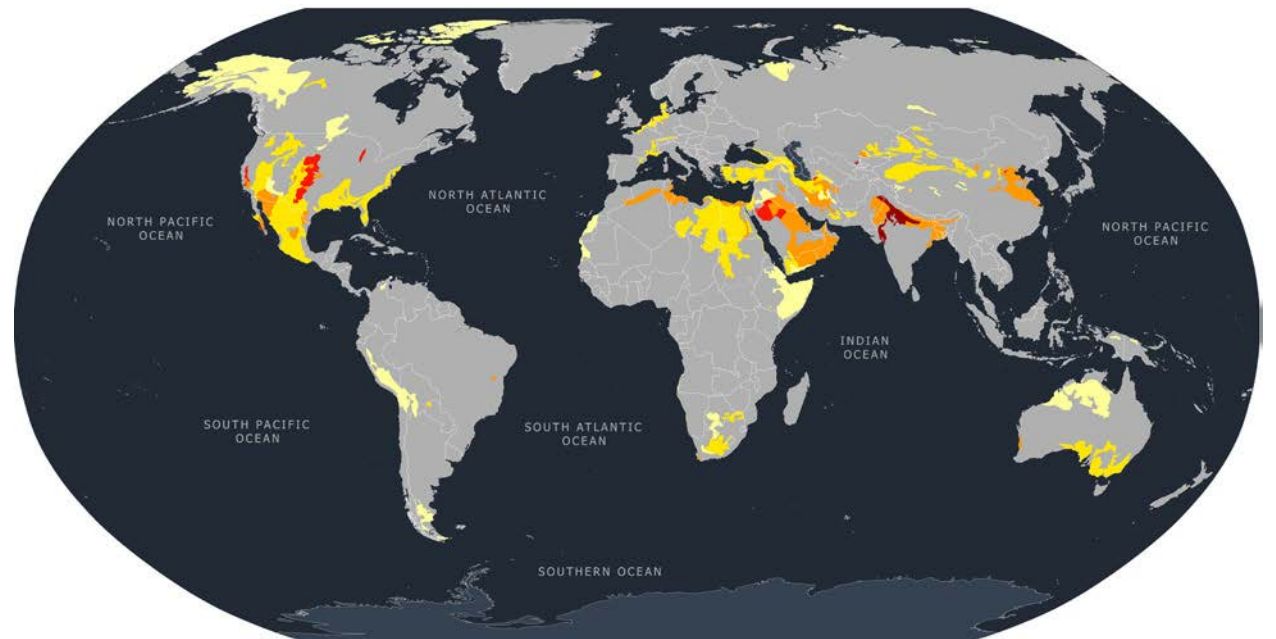 NORTH ATLANTIC
OCEAN
NORTH PACIFIC
OCEAN
NORTH PACIFIC
OCEAN
INDIAN
OCEAN
SOUTH PACIFIC
OCEAN
SOUTH ATLANTIC
OCEAN
SOUTHERN OCEAN